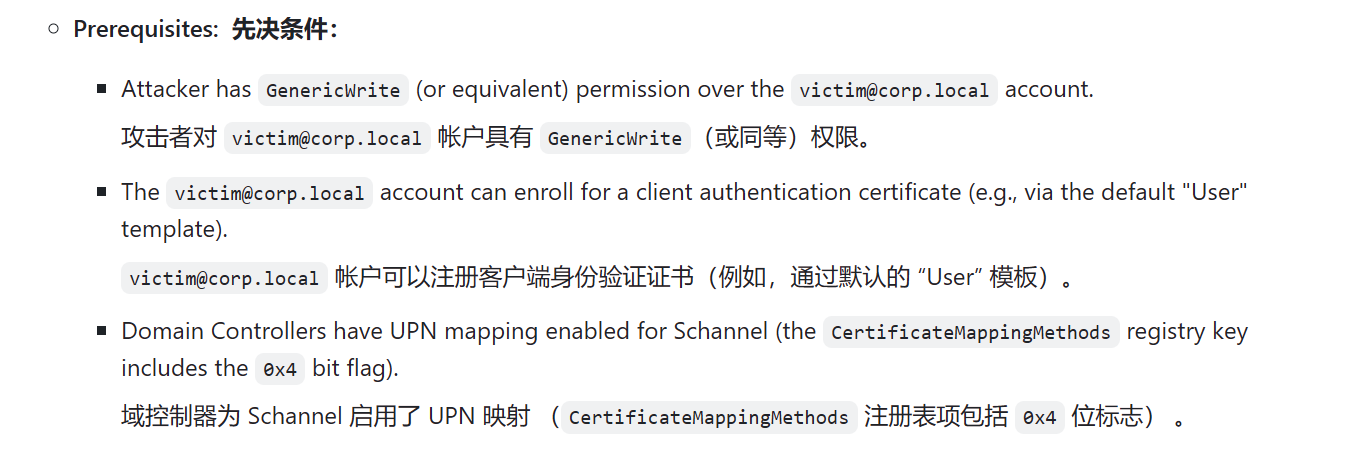 Prerequisites: 先决条件：
Attacker has GenericWrite (or equivalent) permission over the victim@corp.local account.
攻击者对 victim@corp.local 帐户具有 GenericWrite（或同等）权限。
The victim@corp.local account can enroll for a client authentication certificate (e.g., via the default "User"
template).
victim@corp.local 帐户可以注册客户端身份验证证书（例如，通过默认的 “User” 模板）。
Domain Controllers have UPN mapping enabled for Schannel (the CertificateMappingMethods registry key
includes the 0x4 bit flag).
域控制器为 Schannel 启用了 UPN 映射 （CertificateMappingMethods 注册表项包括 0x4 位标志） 。